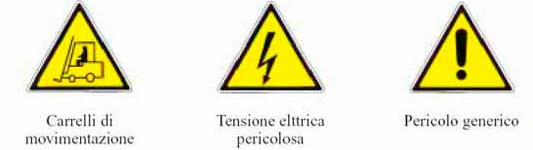 Carrelli di
movimentazione
Tensione elttrica
pericolosa
Pericolo generico